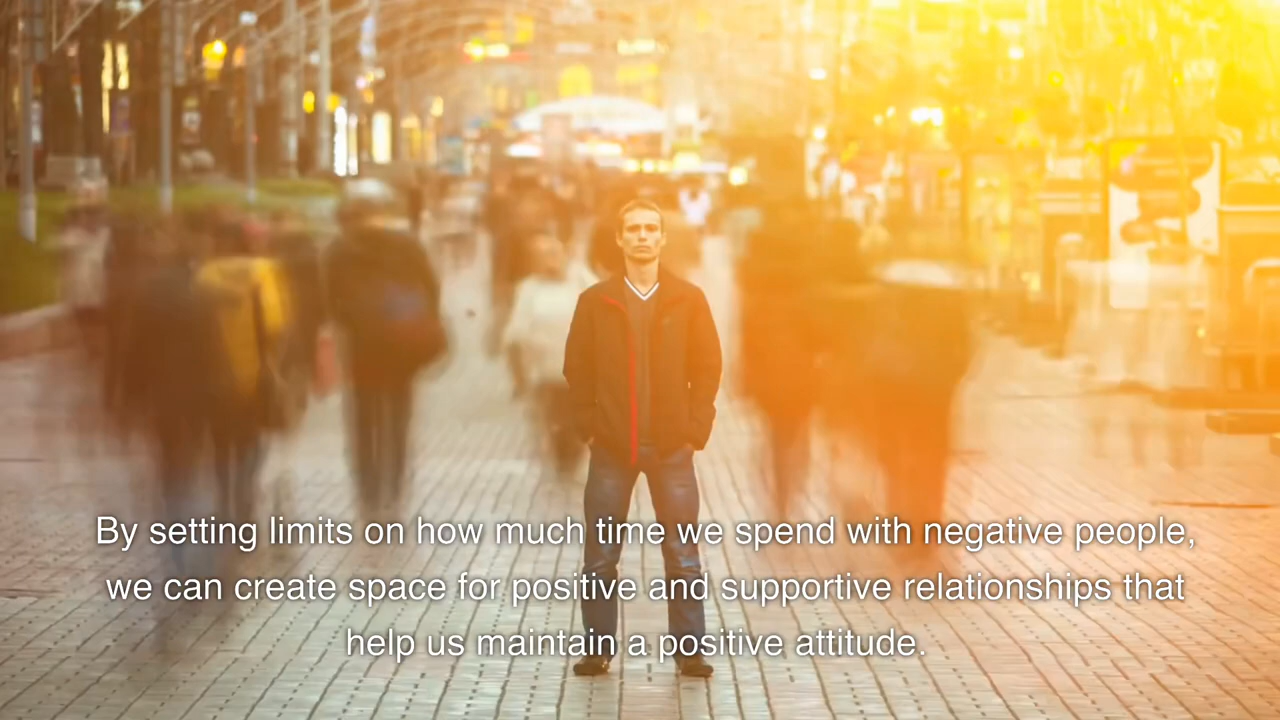 By setting limits on how much time we spend with negative people,
we can create space for positive and supportive relationships that
help us maintain a positive attitude.